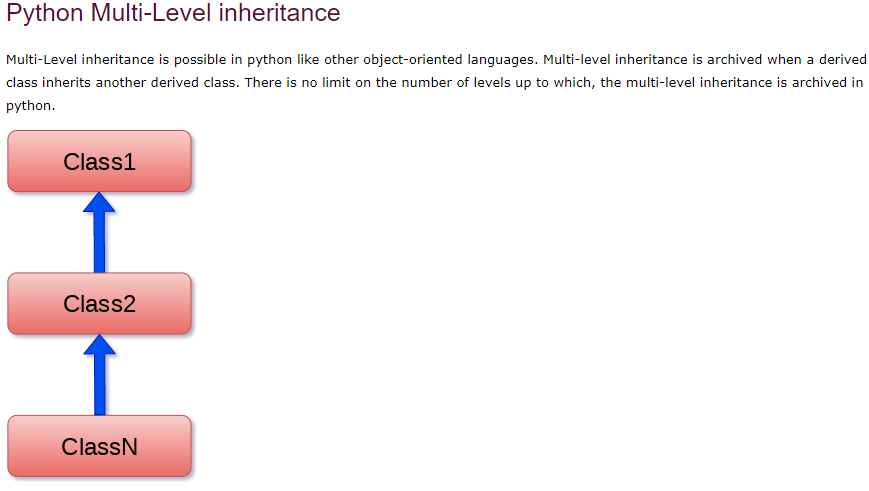 Python Multi-Level inheritance
Multi-Level inheritance is possible in python like other object-oriented languages. Multi-level inheritance is archived when a derived
class inherits another derived class. There is no limit on the number of levels up to which, the multi-level inheritance is archived in
python.
Class1
Class2
ClassN